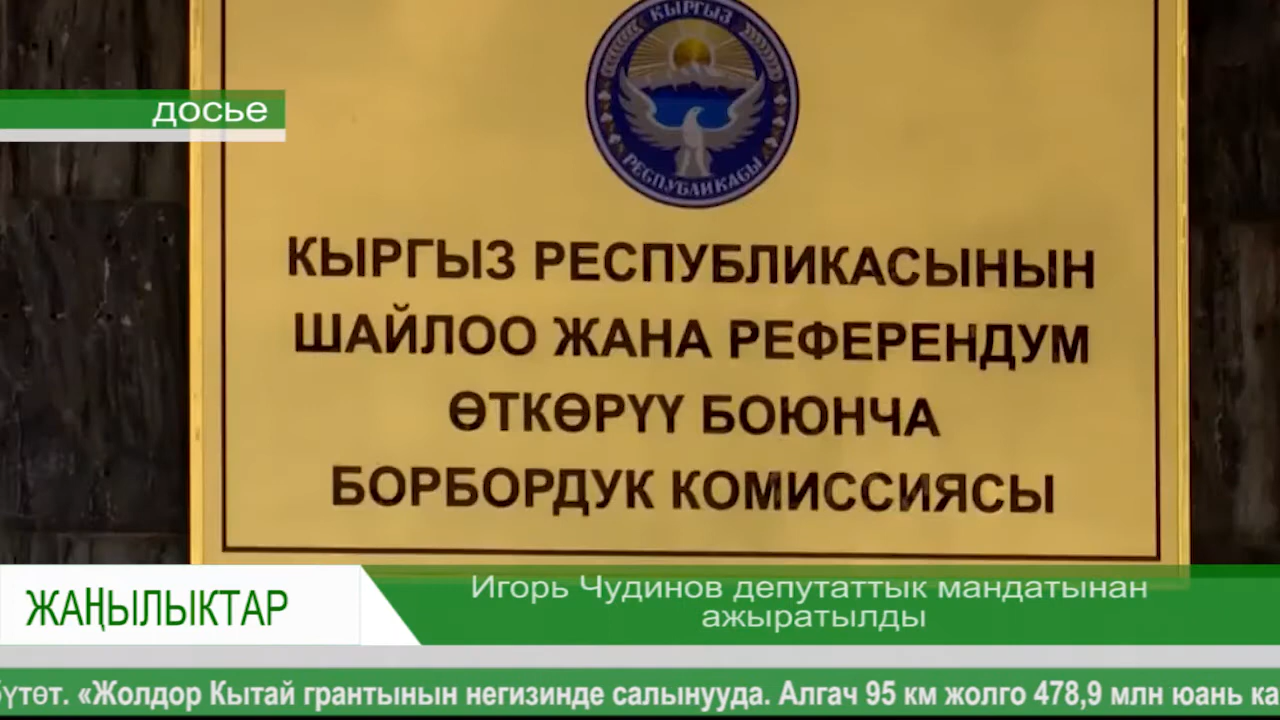 КЫРГЫЗ
РЕСПУБЛИКАСЫ
досье
КЫРГЫЗ РЕСПУБЛИКАСЫНЫН
ШАЙЛОО ЖАНА РЕФЕРЕНДУМ
ӨТКӨРҮҮ БОЮНЧА
БОРБОРДУК КОМИССИЯСЫ
ЖАҢЫЛЫКТАР
Игорь Чудинов депутаттык мандатынан
ажыратылды
бүтөт. «Жолдор Кытай грантынын негизинде салынууда. Алгач 95 км жолго 478,9 млн юань ка